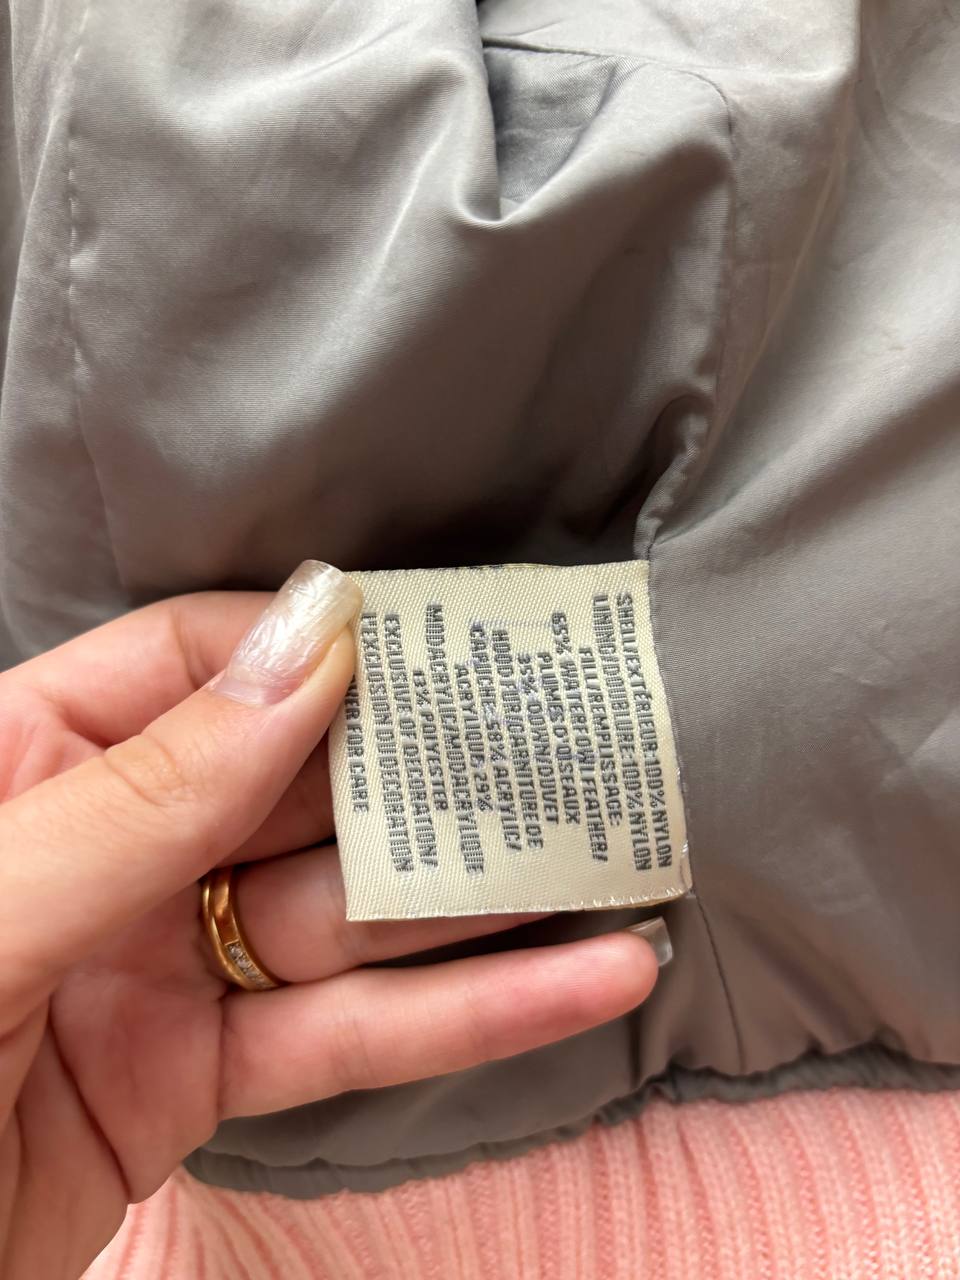 SHELL/EXTÉRIEUR:100% NYLON
LINING/DOUBLURE:100% NYLON
FILL/REMPLISSAGE:
65% WATERFOWL FEATHER/
PLUMES D'OISEAUX
35% DOWN/DUVET
HOOD TOP/GARNITURE DE
CAPUCHE:58% ACRYLIC/
ACRYLIQUE 29%
MODACRYLIC/MODACRYLIQUE
13% POLYESTER
EXCLUSIVE OF DECORATION/
L'EXCLUSION DU DECORATION
OVER FOR CARE